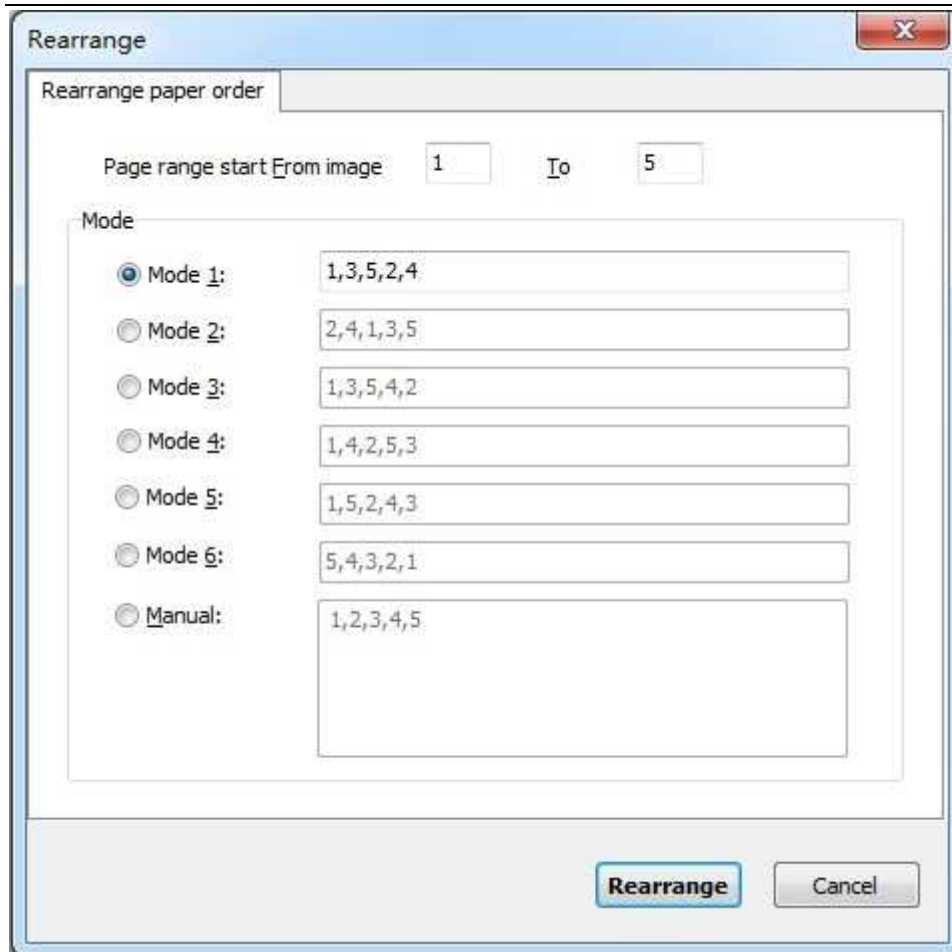 Rearrange
Rearrange paper order
Page range start From image 1 To 5
Mode
Mode 1: 1,3,5,2,4
Mode 2: 2,4,1,3,5
Mode 3: 1,3,5,4,2
Mode 4: 1,4,2,5,3
Mode 5: 1,5,2,4,3
Mode 6: 5,4,3,2,1
Manual: 1,2,3,4,5
Rearrange Cancel